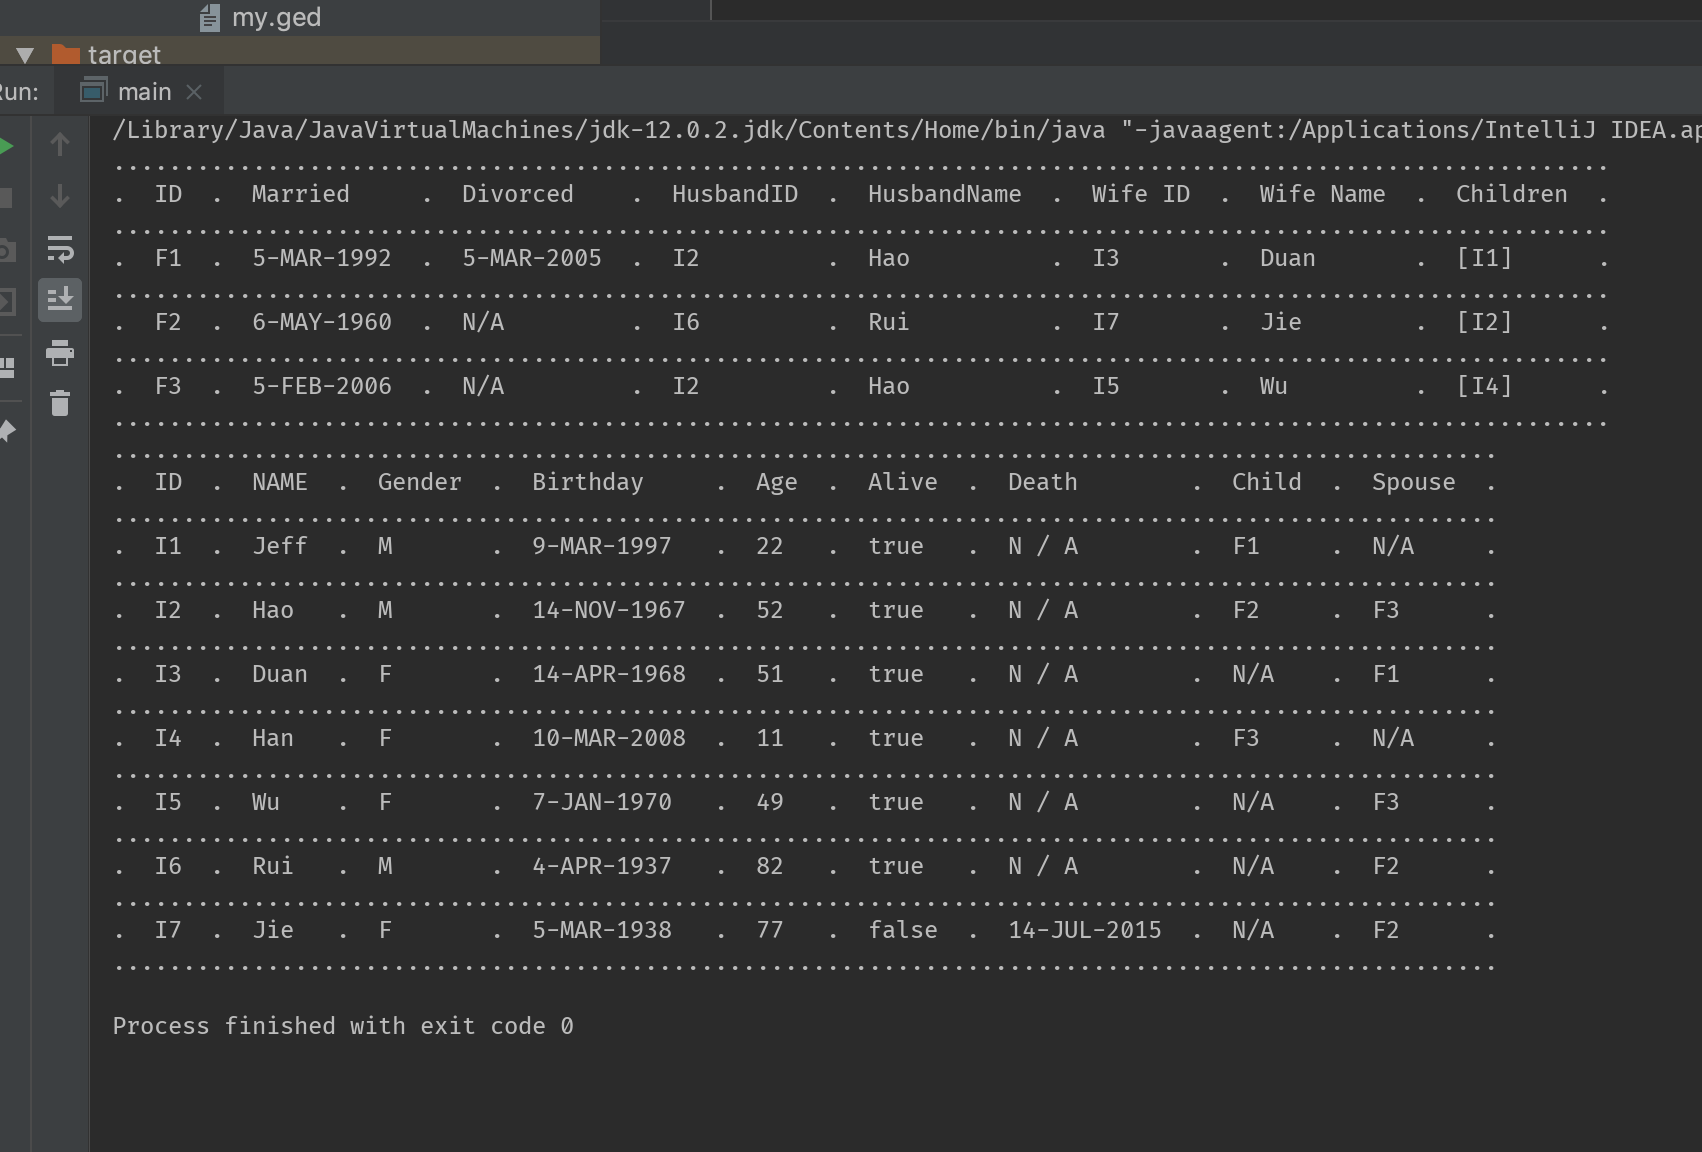 my.ged
target
Run: main
/Library/Java/JavaVirtualMachines/jdk-12.0.2.jdk/Contents/Home/bin/java "-javaagent:/Applications/IntelliJ IDEA.ap
. ID . Married . Divorced . HusbandID . HusbandName . Wife ID . Wife Name . Children .
. F1 . 5-MAR-1992 . 5-MAR-2005 . I2 . Hao . I3 . Duan . [I1] .
. F2 . 6-MAY-1960 . N/A . I6 . Rui . I7 . Jie . [I2] .
. F3 . 5-FEB-2006 . N/A . I2 . Hao . I5 . Wu . [I4] .
. ID . NAME . Gender . Birthday . Age . Alive . Death . Child . Spouse .
. I1 . Jeff . M . 9-MAR-1997 . 22 . true . N / A . F1 . N/A .
. I2 . Hao . M . 14-NOV-1967 . 52 . true . N / A . F2 . F3 .
. I3 . Duan . F . 14-APR-1968 . 51 . true . N / A . N/A . F1 .
. I4 . Han . F . 10-MAR-2008 . 11 . true . N / A . F3 . N/A .
. I5 . Wu . F . 7-JAN-1970 . 49 . true . N / A . N/A . F3 .
. I6 . Rui . M . 4-APR-1937 . 82 . true . N / A . N/A . F2 .
. I7 . Jie . F . 5-MAR-1938 . 77 . false . 14-JUL-2015 . N/A . F2 .
Process finished with exit code 0